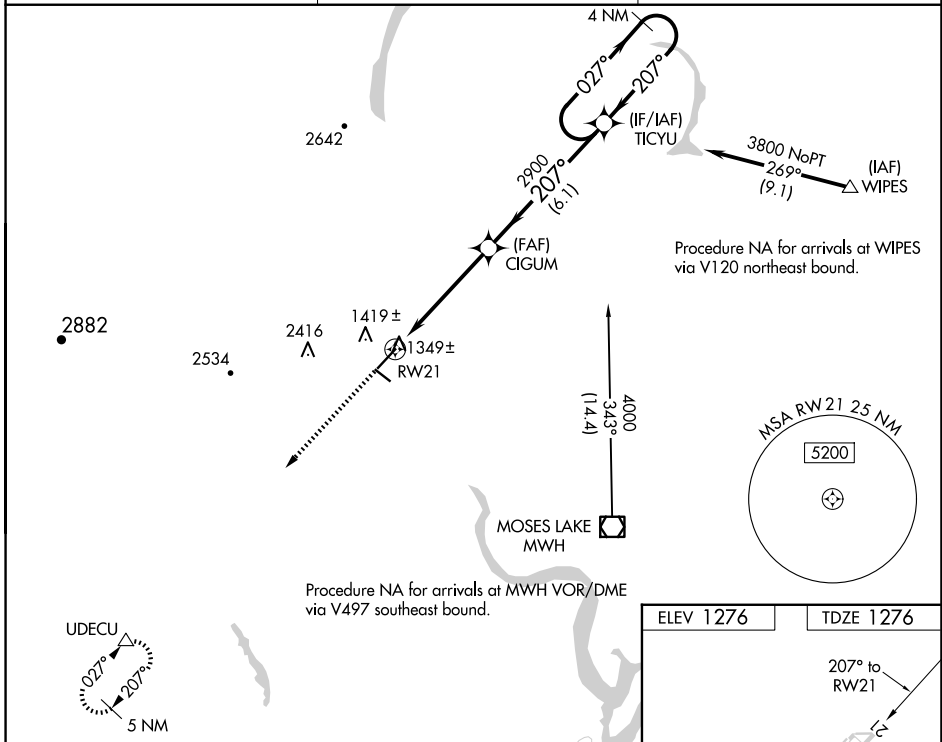 4 NM
027°
207°
(IF/IAF)
TICYU
2642
3800 NoPT
269°
(9.1)
(IAF)
WIPES
2900
207°
(6.1)
(FAF)
CIGUM
Procedure NA for arrivals at WIPES
via V120 northeast bound.
2882
2534
2416
1419 ±
1349 ±
RW21
4000
343°
(14.4)
MSA RW21 25 NM
5200
MOSES LAKE
MWH
Procedure NA for arrivals at MWH VOR/DME
via V497 southeast bound.
UDECU
027°
207°
5 NM
ELEV 1276
TDZE 1276
207° to
RW21
21